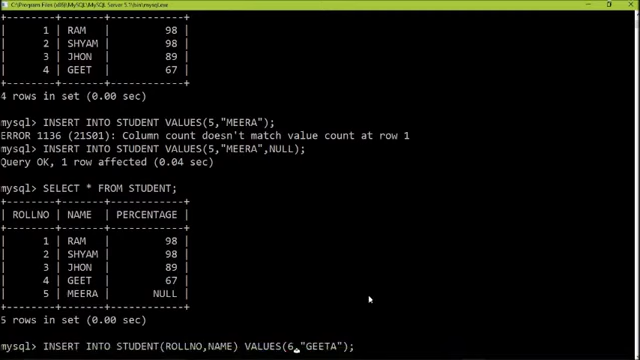 C:\Program Files (x86)\MySQL\MySQL Server 5.1\bin\mysql.exe
+--------+-------+------------+
| 1 | RAM | 98 |
| 2 | SHYAM | 98 |
| 3 | JHON | 89 |
| 4 | GEET | 67 |
+--------+-------+------------+
4 rows in set (0.00 sec)
mysql> INSERT INTO STUDENT VALUES(5,"MEERA");
ERROR 1136 (21S01): Column count doesn't match value count at row 1
mysql> INSERT INTO STUDENT VALUES(5,"MEERA",NULL);
Query OK, 1 row affected (0.04 sec)
mysql> SELECT * FROM STUDENT;
+--------+-------+------------+
| ROLLNO | NAME | PERCENTAGE |
+--------+-------+------------+
| 1 | RAM | 98 |
| 2 | SHYAM | 98 |
| 3 | JHON | 89 |
| 4 | GEET | 67 |
| 5 | MEERA | NULL |
+--------+-------+------------+
5 rows in set (0.00 sec)
mysql> INSERT INTO STUDENT(ROLLNO,NAME) VALUES(6,"GEETA");